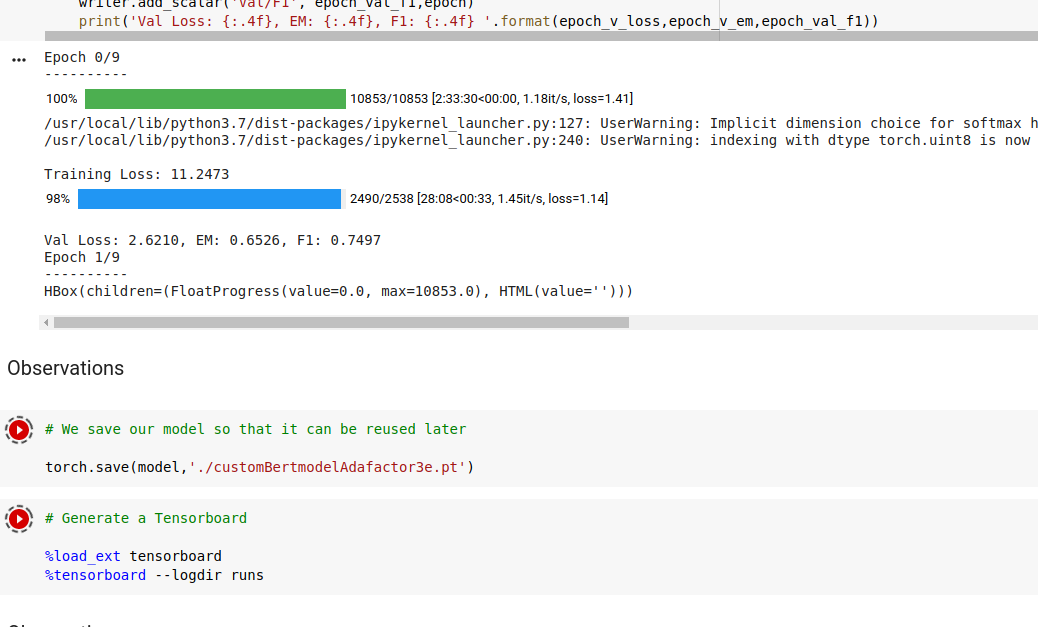 writer.add_scalar('Val/F1', epoch_val_f1,epoch)
print('Val Loss: {:.4f}, EM: {:.4f}, F1: {:.4f} '.format(epoch_v_loss,epoch_v_em,epoch_val_f1))
Epoch 0/9
----------
100% 10853/10853 [2:33:30<00:00, 1.18it/s, loss=1.41]
/usr/local/lib/python3.7/dist-packages/ipykernel_launcher.py:127: UserWarning: Implicit dimension choice for softmax h
/usr/local/lib/python3.7/dist-packages/ipykernel_launcher.py:240: UserWarning: indexing with dtype torch.uint8 is now
Training Loss: 11.2473
98% 2490/2538 [28:08<00:33, 1.45it/s, loss=1.14]
Val Loss: 2.6210, EM: 0.6526, F1: 0.7497
Epoch 1/9
----------
HBox(children=(FloatProgress(value=0.0, max=10853.0), HTML(value='')))
Observations
# We save our model so that it can be reused later
torch.save(model,'./customBertmodelAdafactor3e.pt')
# Generate a Tensorboard
%load_ext tensorboard
%tensorboard --logdir runs